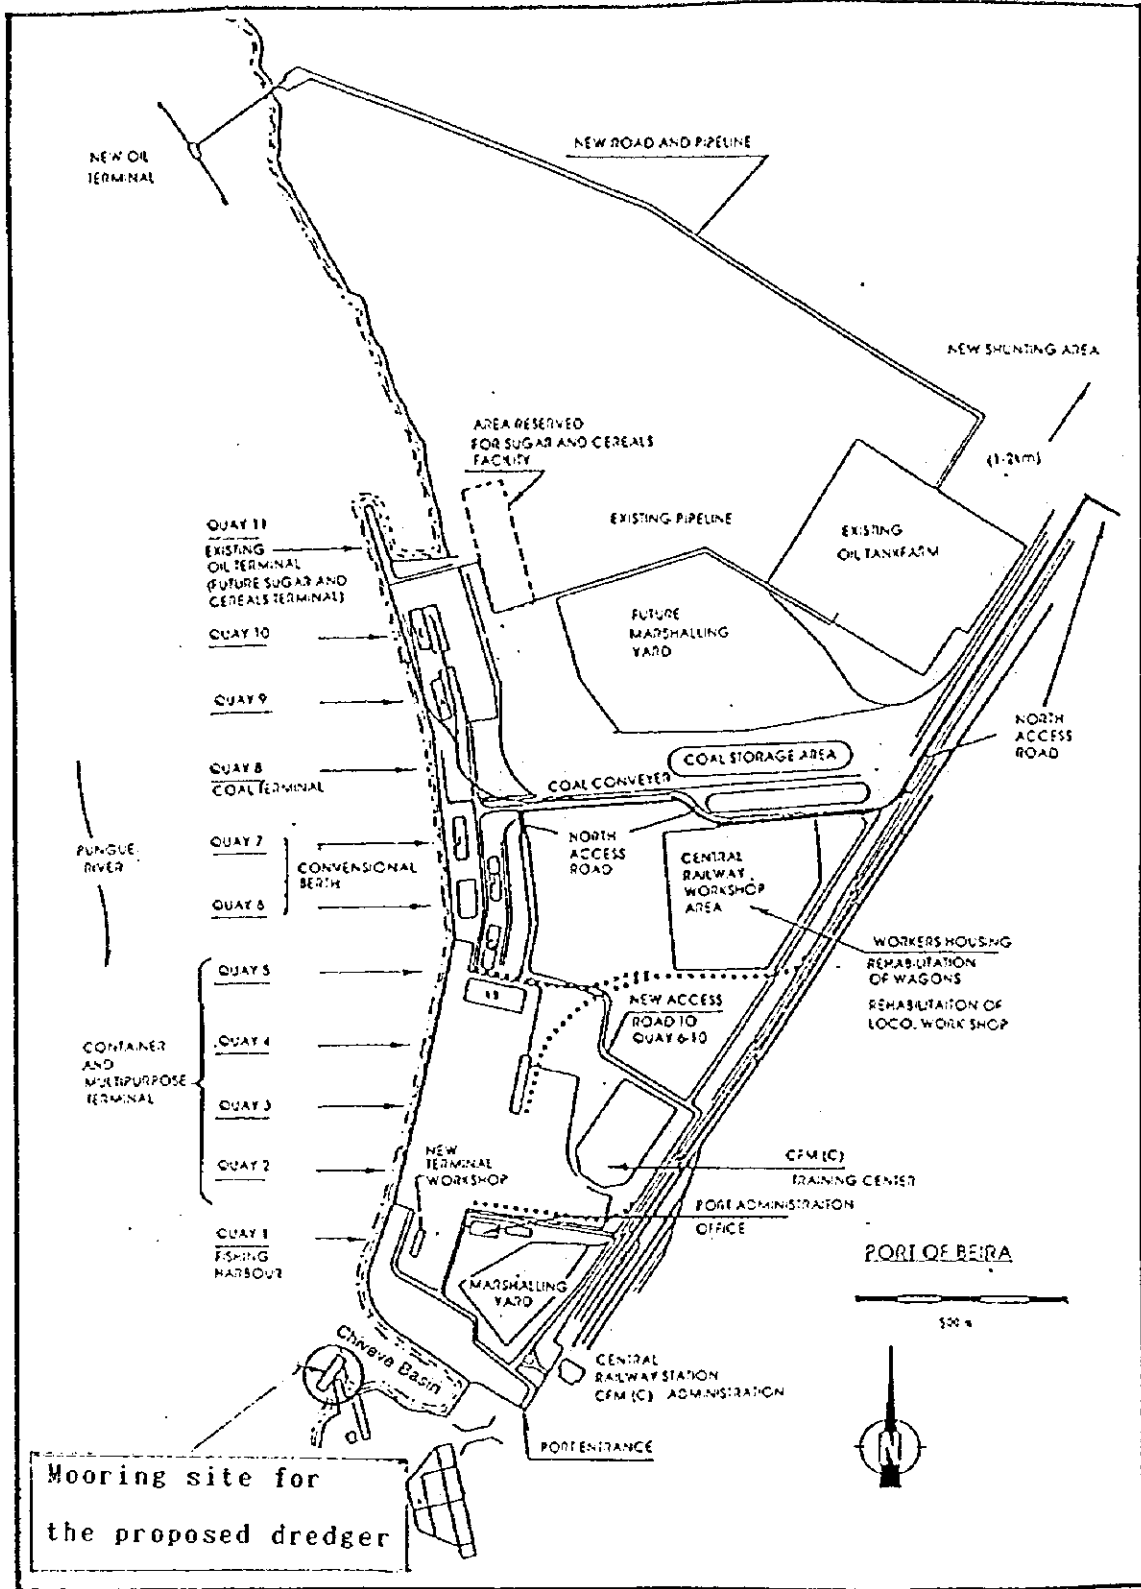 NEW OIL
TERMINAL
NEW ROAD AND PIPELINE
NEW SHUNTING AREA
(1-2km)
AREA RESERVED
FOR SUGAR AND CEREALS
FACILITY
EXISTING PIPELINE
EXISTING
OIL TANKFARM
QUAY 11
EXISTING
OIL TERMINAL
(FUTURE SUGAR AND
CEREALS TERMINAL)
FUTURE
MARSHALLING
YARD
QUAY 10
QUAY 9
NORTH
ACCESS
ROAD
QUAY 8
COAL TERMINAL
COAL CONVEYER
COAL STORAGE AREA
PUNGUE
RIVER
QUAY 7
CONVENSIONAL
BERTH
QUAY 6
NORTH
ACCESS
ROAD
CENTRAL
RAILWAY
WORKSHOP
AREA
WORKERS HOUSING
REHABILITATION
OF WAGONS
REHABILITAITON OF
LOCO. WORK SHOP
QUAY 5
NEW ACCESS
ROAD TO
QUAY 6-10
CONTAINER
AND
MULTIPURPOSE
TERMINAL
QUAY 4
QUAY 3
QUAY 2
NEW
TERMINAL
WORKSHOP
CFM (C)
TRAINING CENTER
PORT ADMINISTRAITON
OFFICE
QUAY 1
FISHING
HARBOUR
MARSHALLING
YARD
PORT OF BEIRA
500 m
Chiveve Basin
CENTRAL
RAILWAY STATION
CFM (C) ADMINISTRATION
PORT ENTRANCE
N
Mooring site for
the proposed dredger